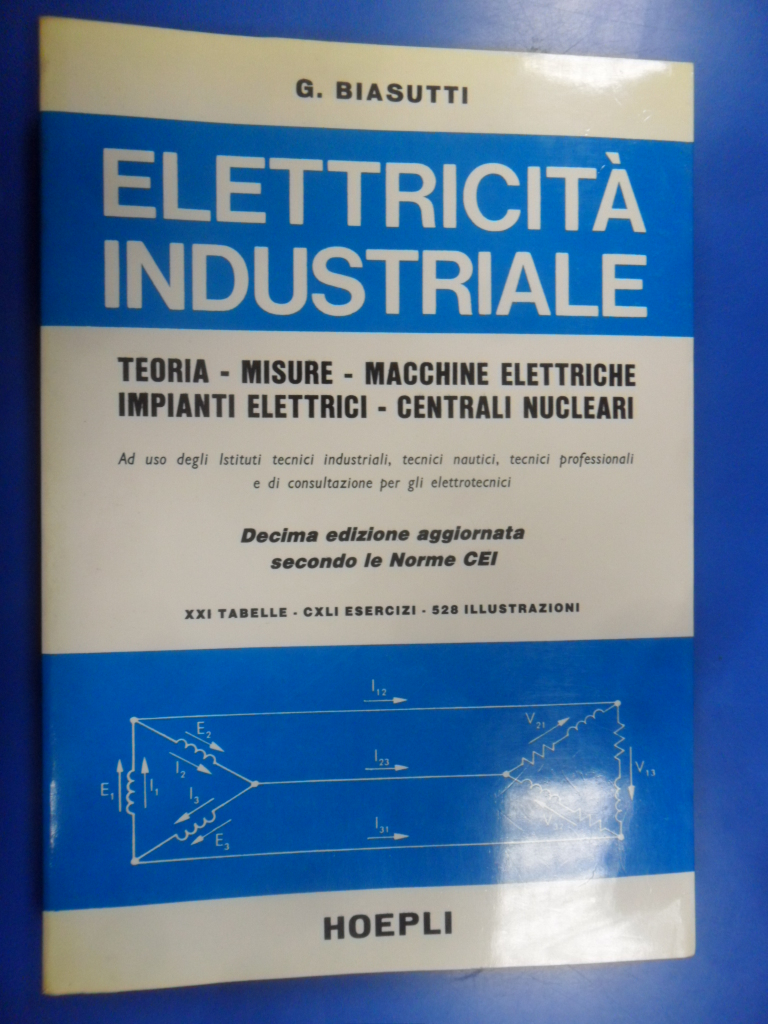 G. BIASUTTI
ELETTRICITÀ
INDUSTRIALE
TEORIA - MISURE - MACCHINE ELETTRICHE
IMPIANTI ELETTRICI - CENTRALI NUCLEARI
Ad uso degli Istituti tecnici industriali, tecnici nautici, tecnici professionali
e di consultazione per gli elettrotecnici
Decima edizione aggiornata
secondo le Norme CEI
XXI TABELLE - CXLI ESERCIZI - 528 ILLUSTRAZIONI
I12
E2
V21
I2
I23
V13
E1
I1
I3
E3
I31
HOEPLI